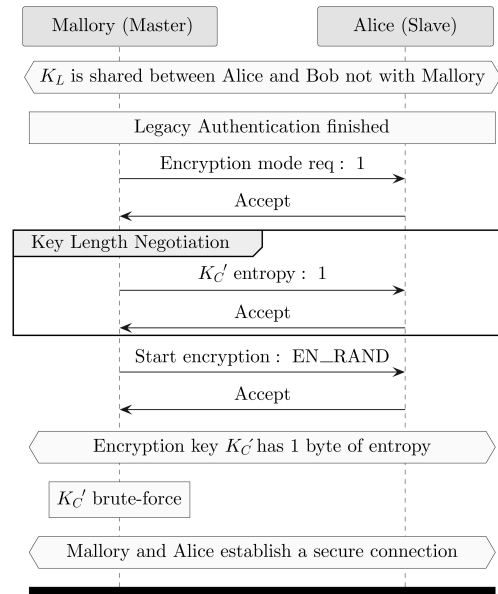 Mallory (Master)
Alice (Slave)
K_L is shared between Alice and Bob not with Mallory
Legacy Authentication finished
Encryption mode req : 1
Accept
Key Length Negotiation
K_C′ entropy : 1
Accept
Start encryption : EN_RAND
Accept
Encryption key K_C′ has 1 byte of entropy
K_C′ brute-force
Mallory and Alice establish a secure connection